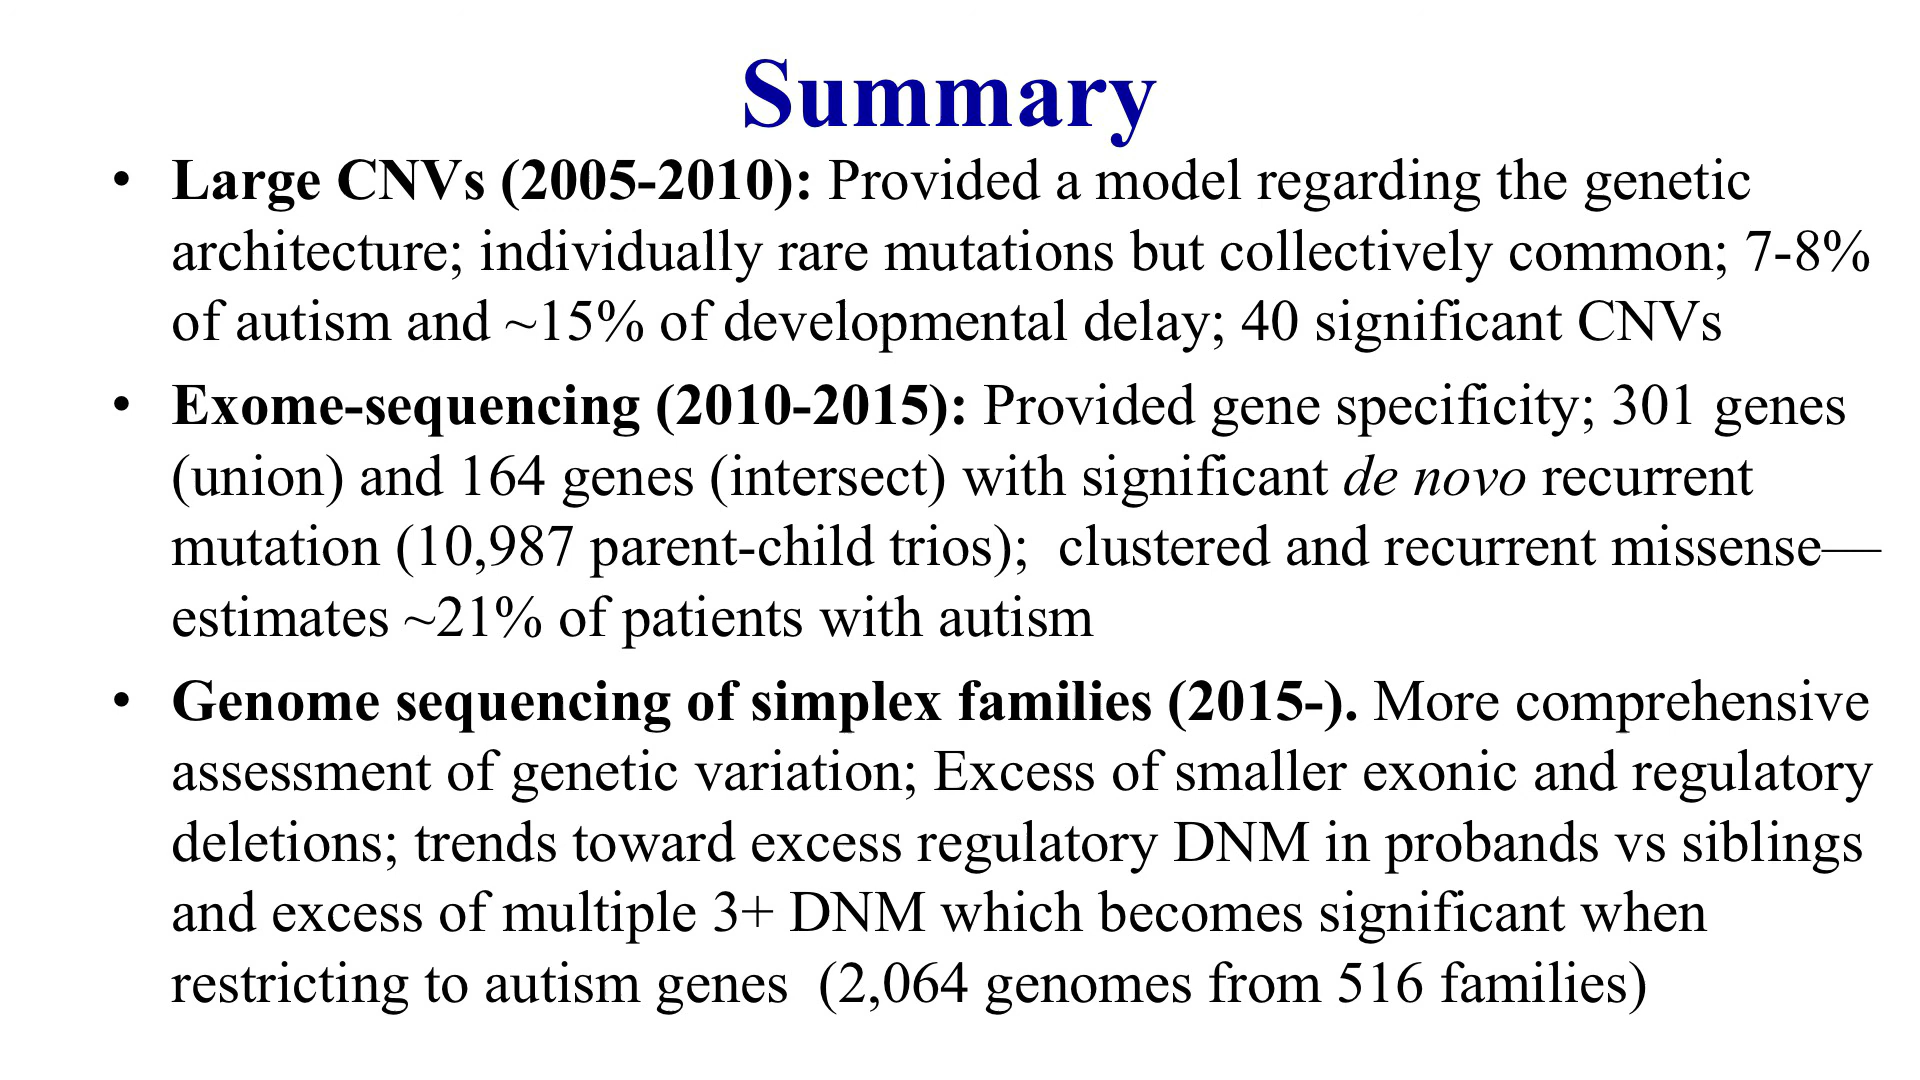 Summary
• Large CNVs (2005-2010): Provided a model regarding the genetic
architecture; individually rare mutations but collectively common; 7-8%
of autism and ~15% of developmental delay; 40 significant CNVs
• Exome-sequencing (2010-2015): Provided gene specificity; 301 genes
(union) and 164 genes (intersect) with significant de novo recurrent
mutation (10,987 parent-child trios);  clustered and recurrent missense—
estimates ~21% of patients with autism
• Genome sequencing of simplex families (2015-). More comprehensive
assessment of genetic variation; Excess of smaller exonic and regulatory
deletions; trends toward excess regulatory DNM in probands vs siblings
and excess of multiple 3+ DNM which becomes significant when
restricting to autism genes  (2,064 genomes from 516 families)